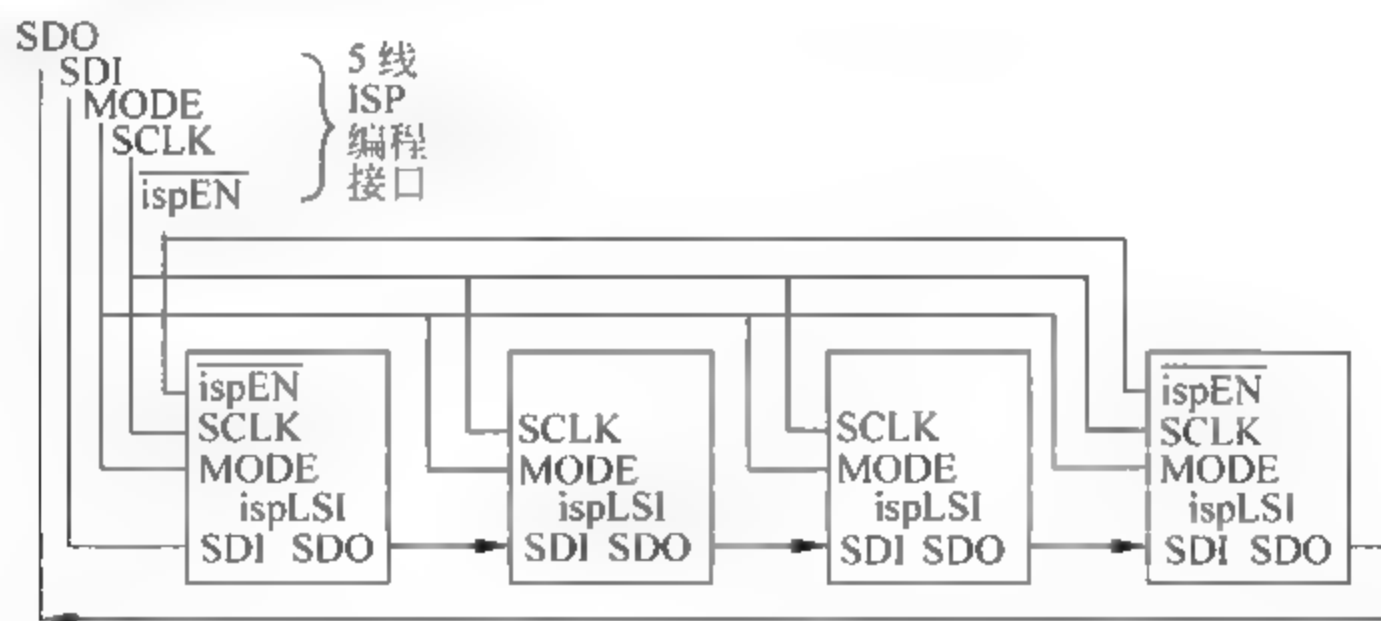 SDO
SDI
MODE
SCLK
ispEN
5 线
ISP
编程
接口
ispEN
SCLK
MODE
ispLSI
SDI SDO
SCLK
MODE
ispLSI
SDI SDO
SCLK
MODE
ispLSI
SDI SDO
ispEN
SCLK
MODE
ispLSI
SDI SDO